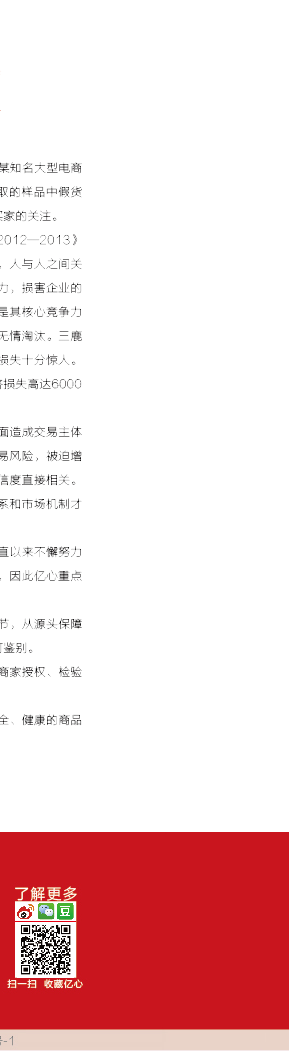 某知名大型电商
取的样品中假货
买家的关注。
2012—2013》
，人与人之间关
力，损害企业的
是其核心竞争力
无情淘汰。三鹿
损失十分惊人。
损失高达6000
面造成交易主体
易风险，被迫增
信度直接相关。
系和市场机制才
直以来不懈努力
，因此亿心重点
节，从源头保障
鉴别。
商家授权、检验
全、健康的商品
了解更多
豆
扫一扫 收藏亿心
-1